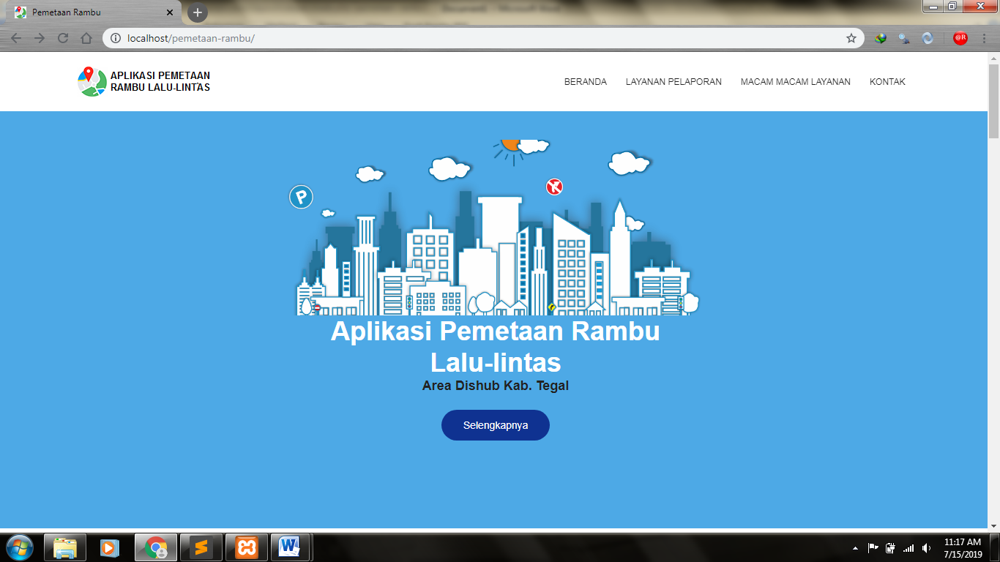 Pemetaan Rambu
localhost/pemetaan-rambu/
@R
APLIKASI PEMETAAN
RAMBU LALU-LINTAS
BERANDA LAYANAN PELAPORAN MACAM MACAM LAYANAN KONTAK
P
Aplikasi Pemetaan Rambu
Lalu-lintas
Area Dishub Kab. Tegal
Selengkapnya
11:17 AM
7/15/2019